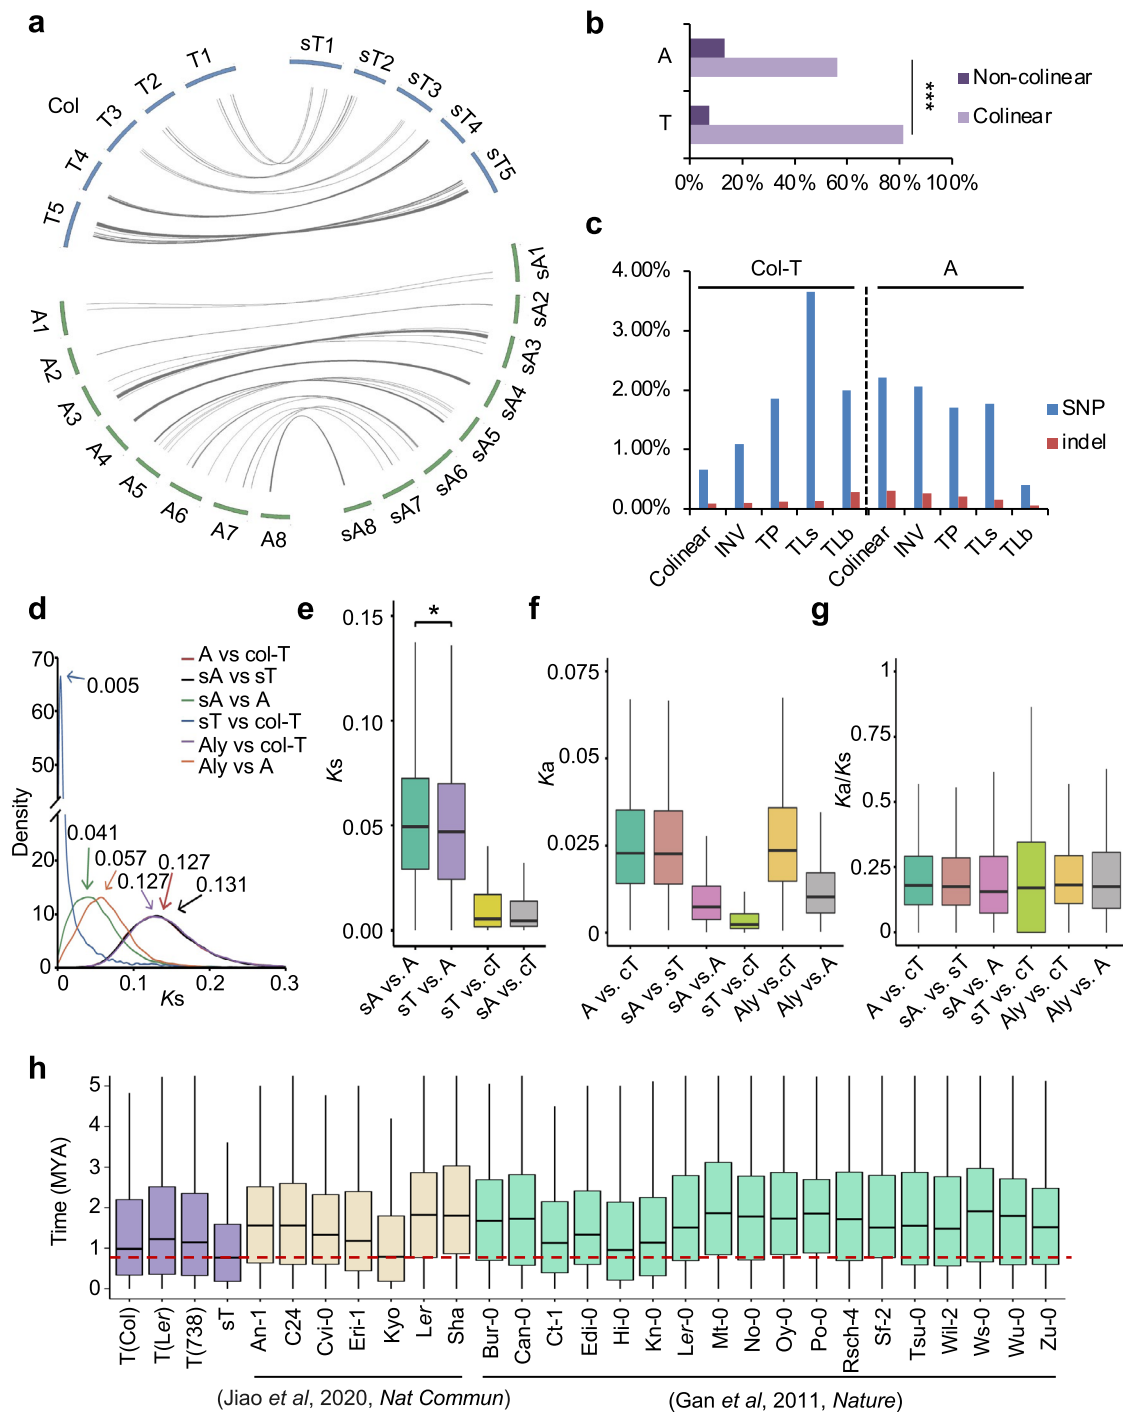 a
Col
T1
T2
T3
T4
T5
sT1
sT2
sT3
sT4
sT5
sA1
sA2
sA3
sA4
sA5
sA6
sA7
sA8
A1
A2
A3
A4
A5
A6
A7
A8
b
A
T
***
Non-colinear
Colinear
0% 20% 40% 60% 80% 100%
c
Col-T A
4.00%
3.00%
2.00%
1.00%
0.00%
SNP
indel
Colinear INV TP TLs TLb Colinear INV TP TLs TLb
d
Density
70
60
50
20
10
0
0 0.1 0.2 0.3
Ks
A vs col-T
sA vs sT
sA vs A
sT vs col-T
Aly vs col-T
Aly vs A
0.005
0.041
0.057
0.127
0.127
0.131
e
*
Ks
0.15
0.10
0.05
0.00
sA vs. A
sT vs. A
sT vs. cT
sA vs. cT
f
Ka
0.075
0.05
0.025
0
A vs. cT
sA vs. sT
sA vs. A
sT vs. cT
Aly vs. cT
Aly vs. A
g
Ka/Ks
1
0.75
0.5
0.25
0
A vs. cT
sA. vs. sT
sA vs. A
sT vs. cT
Aly vs. cT
Aly vs. A
h
Time (MYA)
5
4
3
2
1
0
T(Col) T(Ler) T(738) sT An-1 C24 Cvi-0 Eri-1 Kyo Ler Sha Bur-0 Can-0 Ct-1 Edi-0 Hi-0 Kn-0 Ler-0 Mt-0 No-0 Oy-0 Po-0 Rsch-4 Sf-2 Tsu-0 Wil-2 Ws-0 Wu-0 Zu-0
(Jiao et al, 2020, Nat Commun) (Gan et al, 2011, Nature)